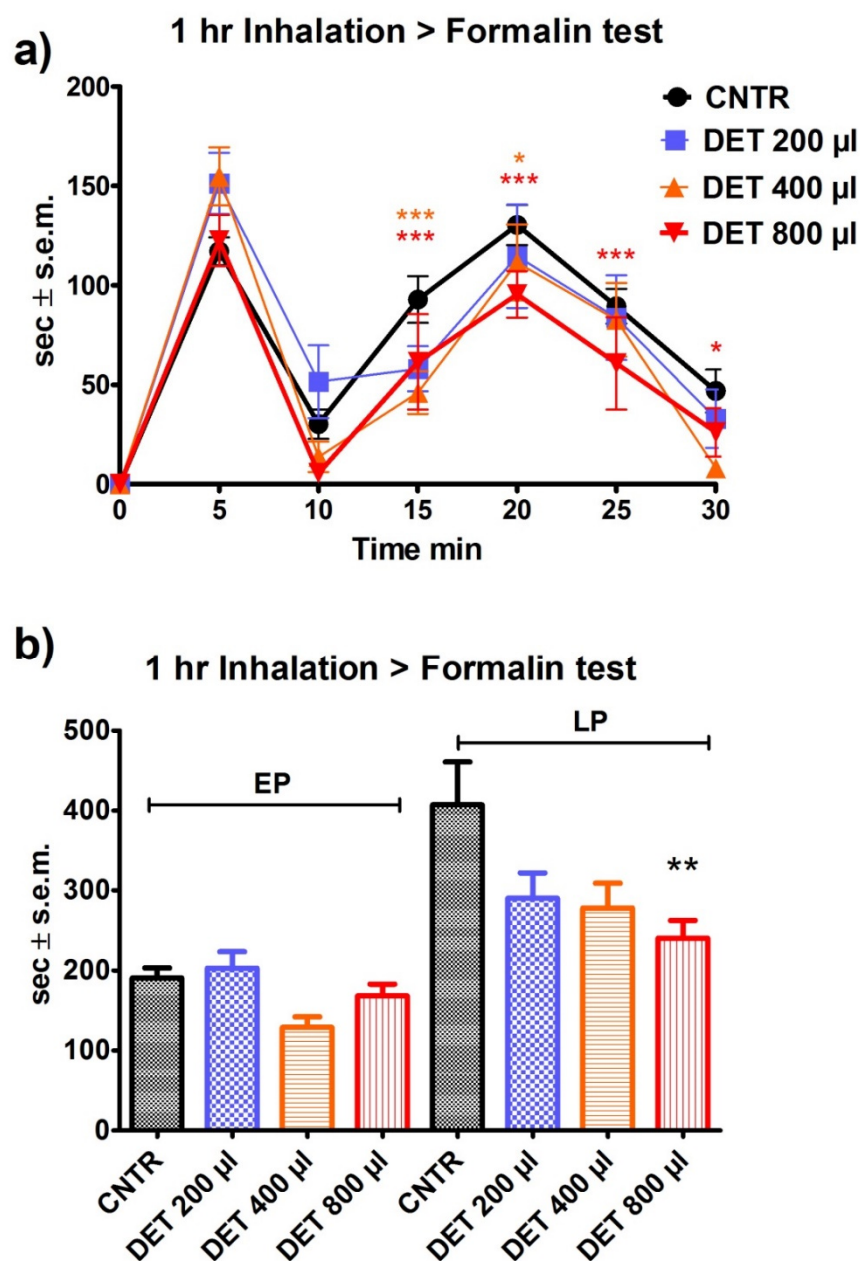 a)
1 hr Inhalation > Formalin test
200
150
100
50
0
sec ± s.e.m.
CNTR
DET 200 µl
DET 400 µl
DET 800 µl
***
***
*
***
***
*
0 5 10 15 20 25 30
Time min
b)
1 hr Inhalation > Formalin test
500
400
300
200
100
0
sec ± s.e.m.
EP
LP
**
CNTR
DET 200 µl
DET 400 µl
DET 800 µl
CNTR
DET 200 µl
DET 400 µl
DET 800 µl